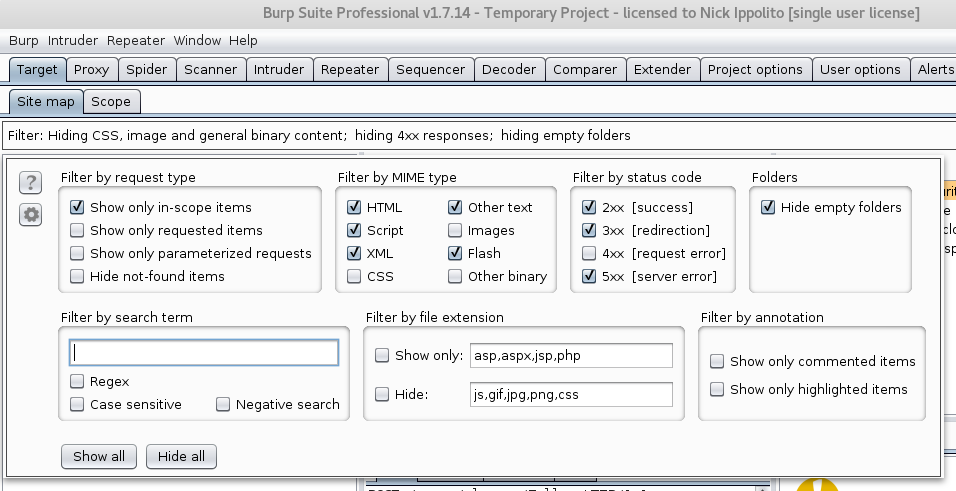 Burp Suite Professional v1.7.14 - Temporary Project - licensed to Nick Ippolito [single user license]
Burp Intruder Repeater Window Help
Target Proxy Spider Scanner Intruder Repeater Sequencer Decoder Comparer Extender Project options User options Alerts
Site map Scope
Filter: Hiding CSS, image and general binary content; hiding 4xx responses; hiding empty folders
? Filter by request type Filter by MIME type Filter by status code Folders
Show only in-scope items HTML Other text 2xx [success] Hide empty folders
Show only requested items Script Images 3xx [redirection]
Show only parameterized requests XML Flash 4xx [request error]
Hide not-found items CSS Other binary 5xx [server error]
Filter by search term Filter by file extension Filter by annotation
Show only: asp,aspx,jsp,php Show only commented items
Regex Hide: js,gif,jpg,png,css Show only highlighted items
Case sensitive Negative search
Show all Hide all